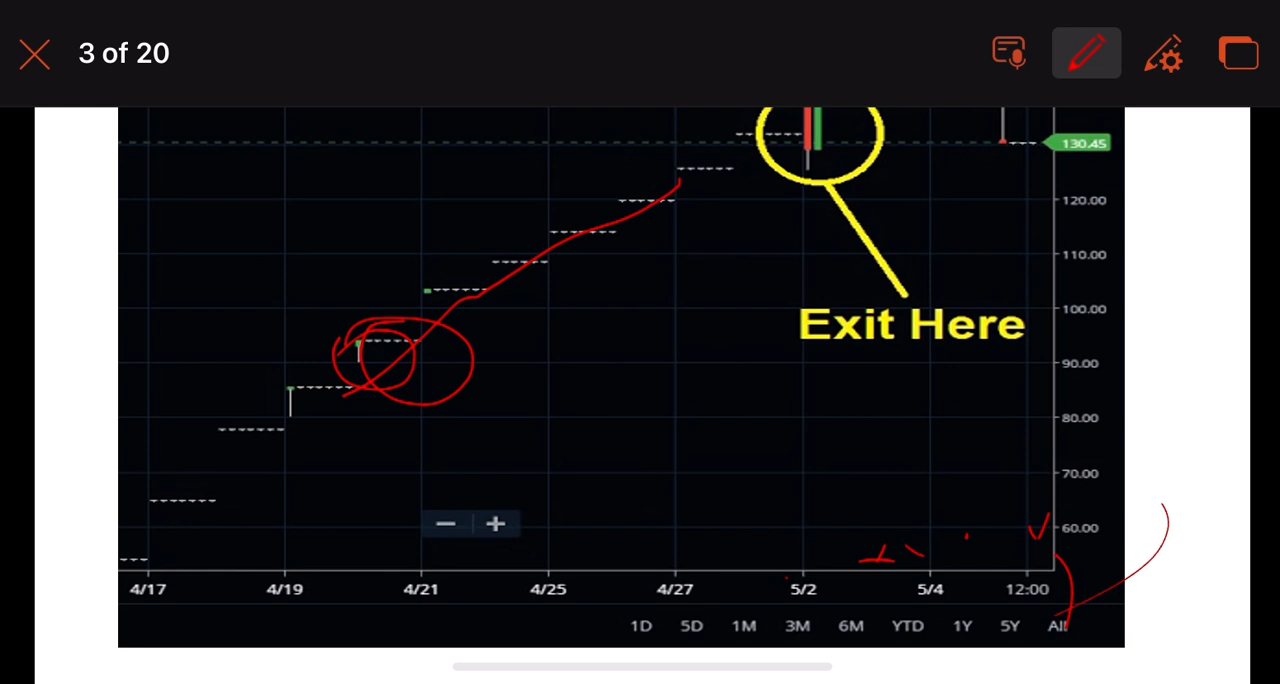 3 of 20
130.45
120.00
110.00
100.00
90.00
80.00
70.00
60.00
Exit Here
4/17 4/19 4/21 4/25 4/27 5/2 5/4 12:00
1D 5D 1M 3M 6M YTD 1Y 5Y All